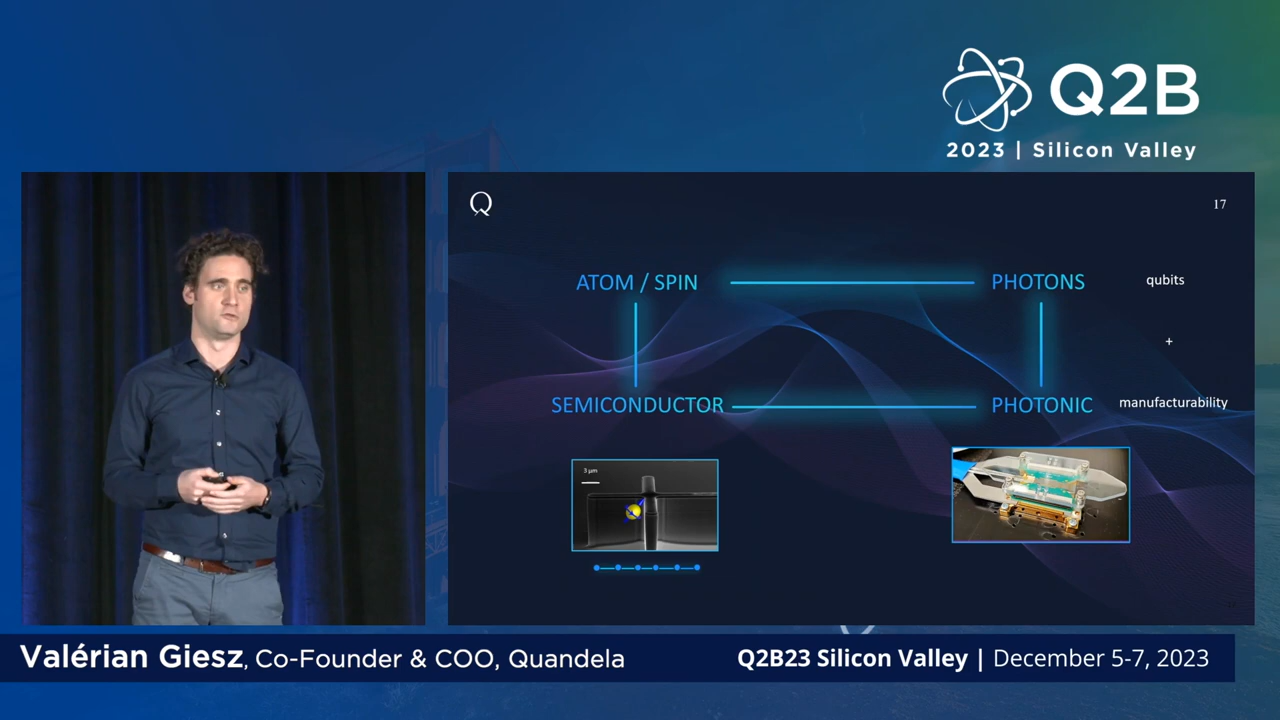 Q2B
2023 | Silicon Valley
Q
17
ATOM / SPIN
PHOTONS
qubits
+
SEMICONDUCTOR
PHOTONIC
manufacturability
3 µm
Valérian Giesz, Co-Founder & COO, Quandela
Q2B23 Silicon Valley | December 5-7, 2023